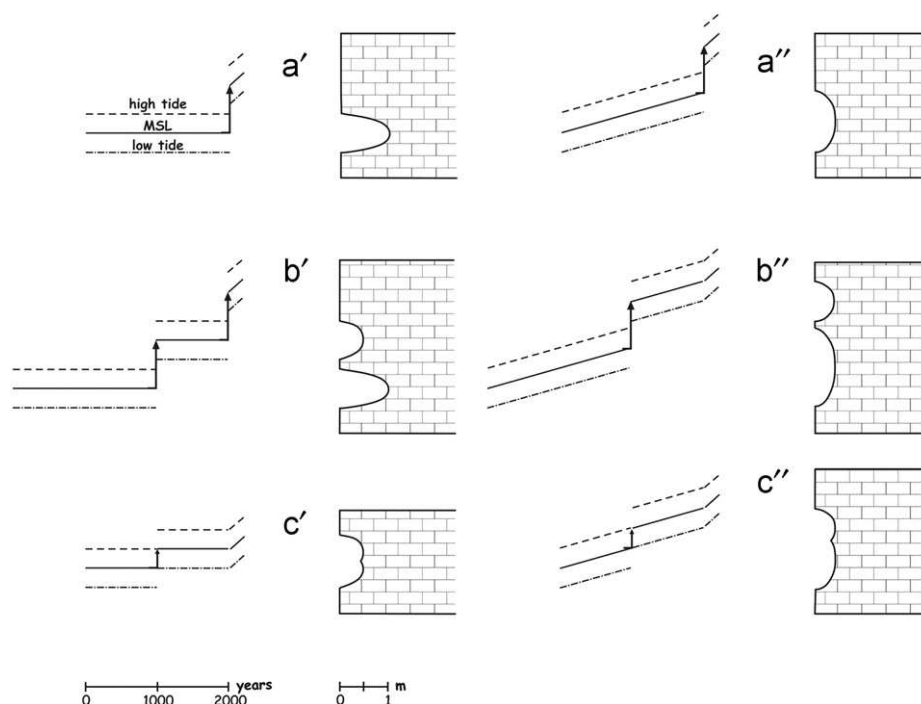 a′
a″
high tide
MSL
low tide
b′
b″
c′
c″
years
0 1000 2000
m
0 1